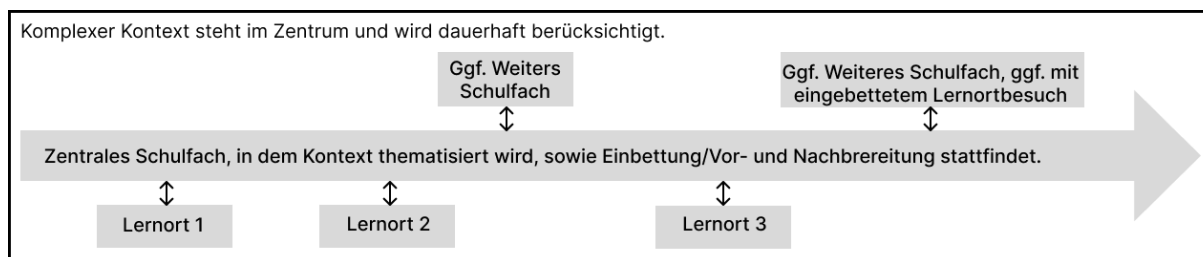 Komplexer Kontext steht im Zentrum und wird dauerhaft berücksichtigt.
Ggf. Weiters
Schulfach
Ggf. Weiteres Schulfach, ggf. mit
eingebettetem Lernortbesuch
Zentrales Schulfach, in dem Kontext thematisiert wird, sowie Einbettung/Vor- und Nachbrereitung stattfindet.
Lernort 1
Lernort 2
Lernort 3